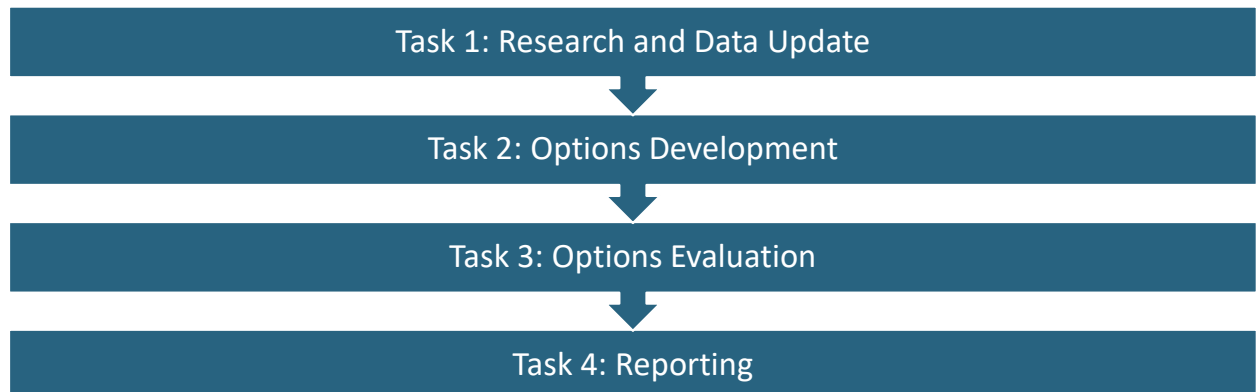 Task 1: Research and Data Update
Task 2: Options Development
Task 3: Options Evaluation
Task 4: Reporting